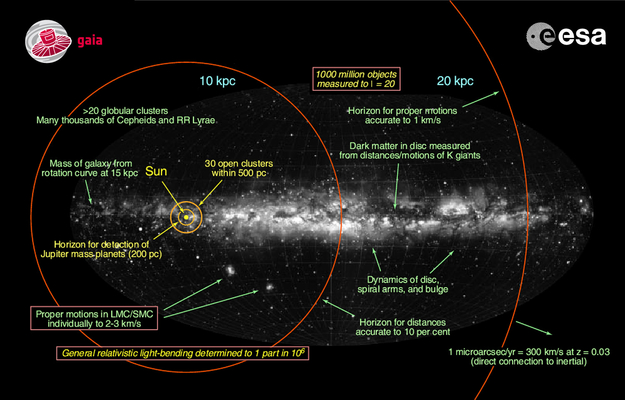 gaia
esa
10 kpc
1000 million objects
measured to I = 20
20 kpc
>20 globular clusters
Many thousands of Cepheids and RR Lyrae
Horizon for proper motions
accurate to 1 km/s
Dark matter in disc measured
from distances/motions of K giants
Mass of galaxy from
rotation curve at 15 kpc
Sun
30 open clusters
within 500 pc
Horizon for detection of
Jupiter mass planets (200 pc)
Dynamics of disc,
spiral arms, and bulge
Proper motions in LMC/SMC
individually to 2-3 km/s
Horizon for distances
accurate to 10 per cent
General relativistic light-bending determined to 1 part in 10⁶
1 microarcsec/yr = 300 km/s at z = 0.03
(direct connection to inertial)